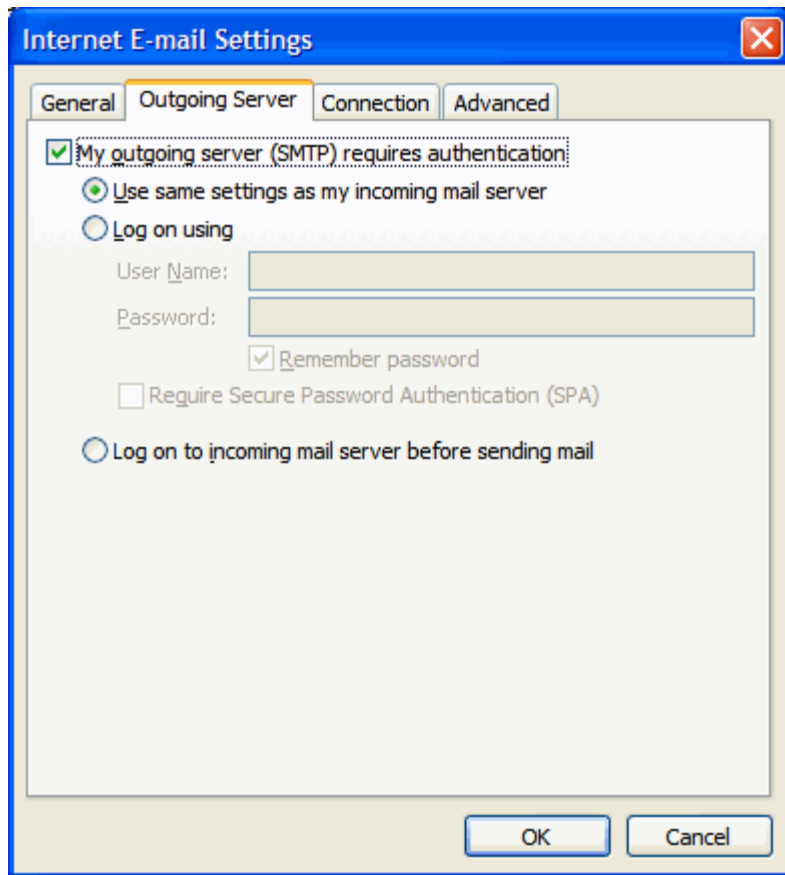 Internet E-mail Settings
General Outgoing Server Connection Advanced
My outgoing server (SMTP) requires authentication
Use same settings as my incoming mail server
Log on using
User Name:
Password:
Remember password
Require Secure Password Authentication (SPA)
Log on to incoming mail server before sending mail
OK Cancel